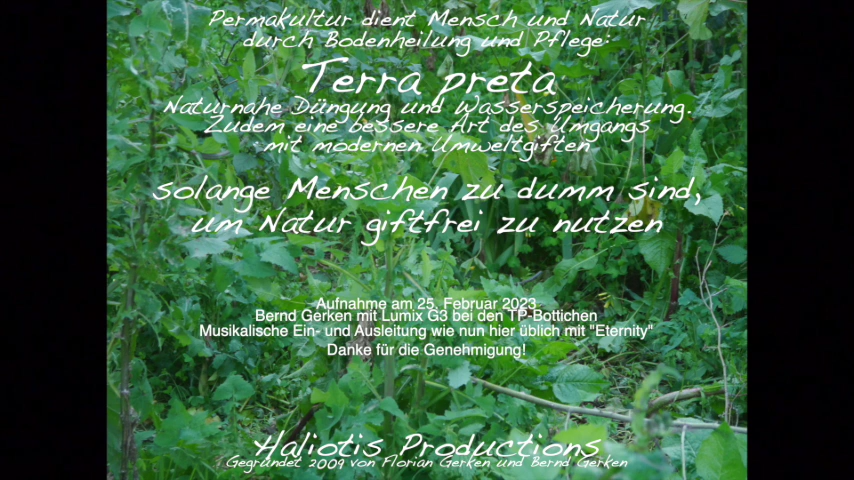 Permakultur dient Mensch und Natur
durch Bodenheilung und Pflege:
Terra preta
Naturnahe Düngung und Wasserspeicherung.
Zudem eine bessere Art des Umgangs
mit modernen Umweltgiften
solange Menschen zu dumm sind,
um Natur giftfrei zu nutzen
Aufnahme am 25. Februar 2023
Bernd Gerken mit Lumix G3 bei den TP-Bottichen
Musikalische Ein- und Ausleitung wie nun hier üblich mit "Eternity"
Danke für die Genehmigung!
Haliotis Productions
Gegründet 2009 von Florian Gerken und Bernd Gerken